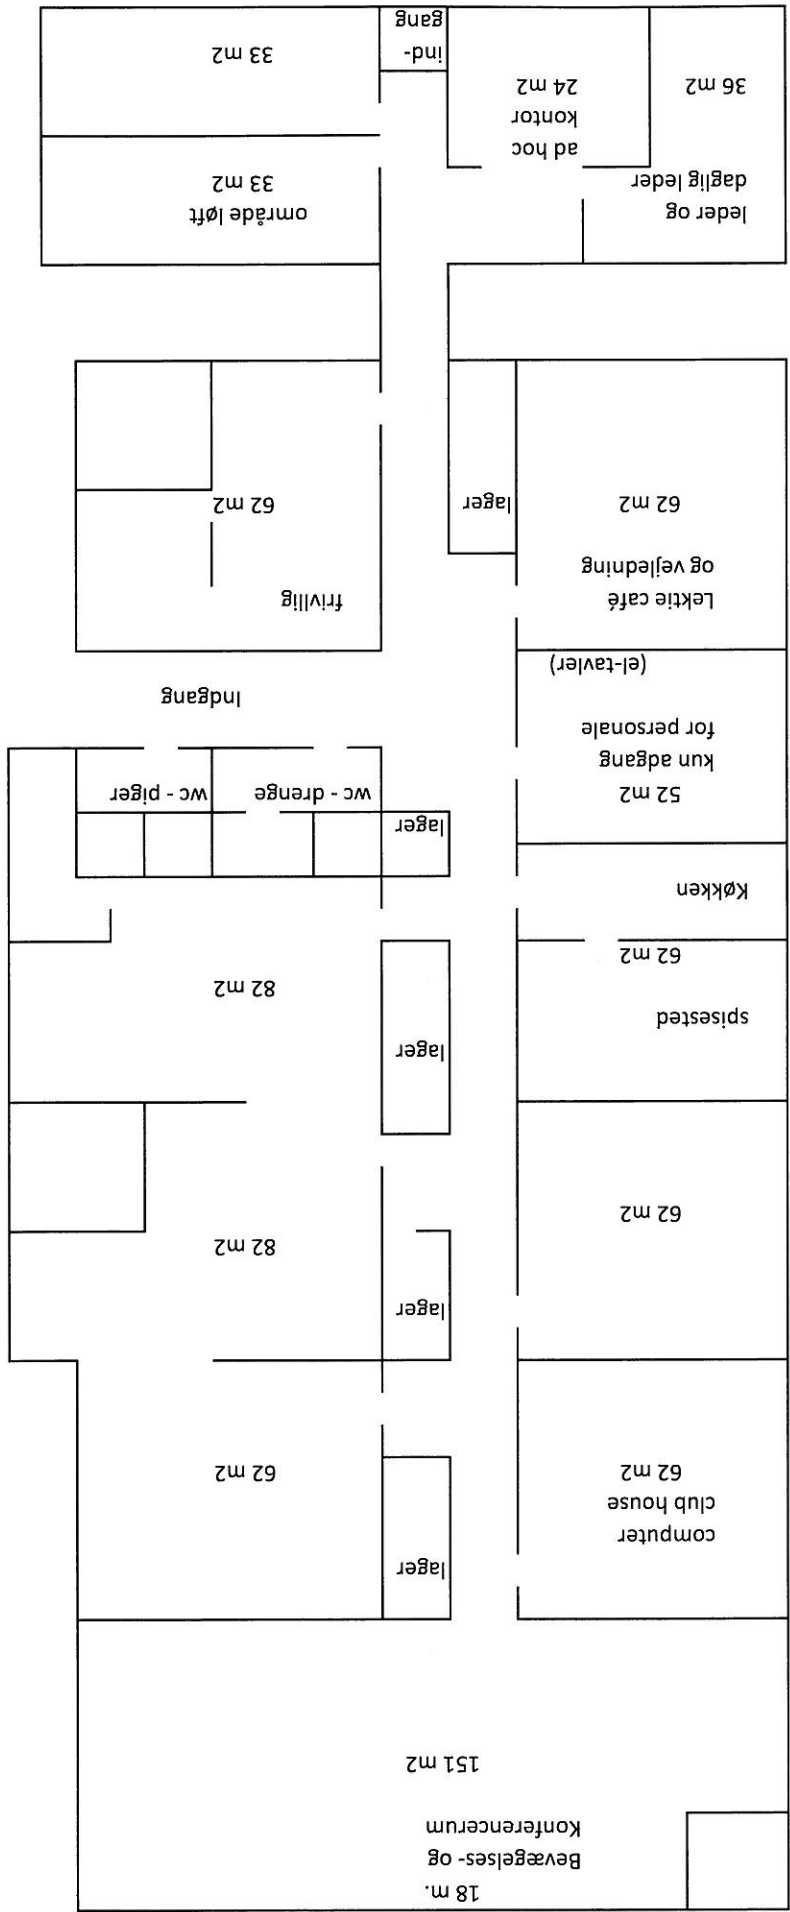 18 m.
Bevægelses- og
Konferencerum
151 m2
computer
club house
62 m2
lager
62 m2
62 m2
lager
82 m2
spisested
62 m2
lager
82 m2
Køkken
52 m2
kun adgang
for personale
(el-tavler)
lager
wc - drenge
wc - piger
Indgang
Lektie café
og vejledning
62 m2
lager
frivllig
62 m2
leder og
daglig leder
36 m2
ad hoc
kontor
24 m2
ind-
gang
område løft
33 m2
33 m2